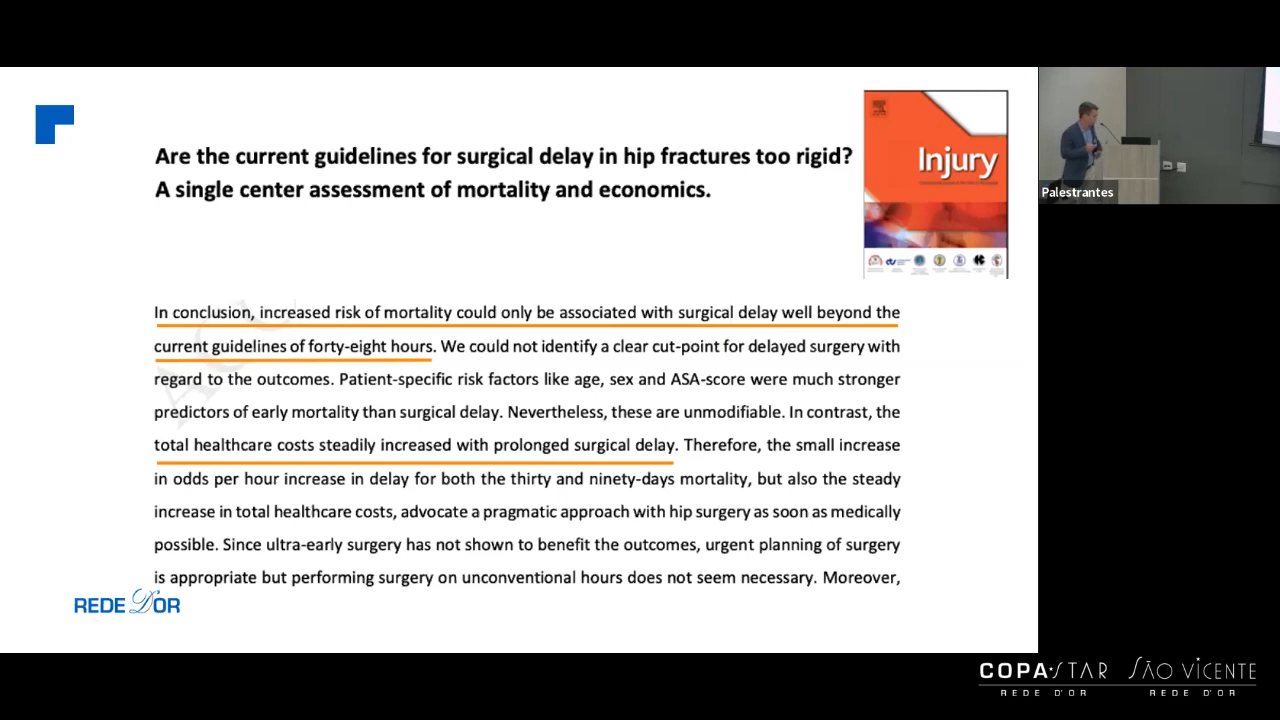 Are the current guidelines for surgical delay in hip fractures too rigid?
A single center assessment of mortality and economics.
Injury
In conclusion, increased risk of mortality could only be associated with surgical delay well beyond the
current guidelines of forty-eight hours. We could not identify a clear cut-point for delayed surgery with
regard to the outcomes. Patient-specific risk factors like age, sex and ASA-score were much stronger
predictors of early mortality than surgical delay. Nevertheless, these are unmodifiable. In contrast, the
total healthcare costs steadily increased with prolonged surgical delay. Therefore, the small increase
in odds per hour increase in delay for both the thirty and ninety-days mortality, but also the steady
increase in total healthcare costs, advocate a pragmatic approach with hip surgery as soon as medically
possible. Since ultra-early surgery has not shown to benefit the outcomes, urgent planning of surgery
is appropriate but performing surgery on unconventional hours does not seem necessary. Moreover,
REDE D'OR
Palestrantes
COPA STAR SÃO VICENTE
REDE D'OR REDE D'OR